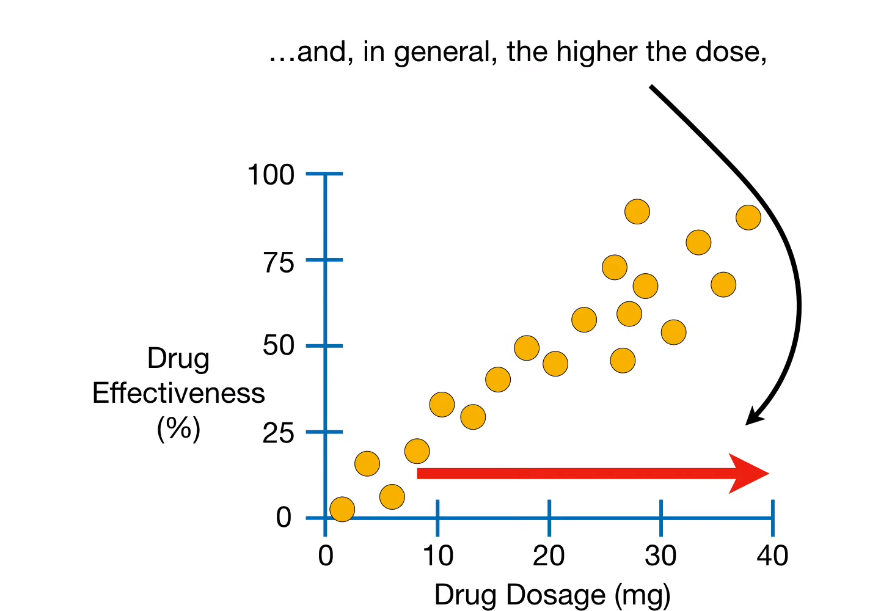 …and, in general, the higher the dose,
100
75
50
25
0
Drug
Effectiveness
(%)
0 10 20 30 40
Drug Dosage (mg)